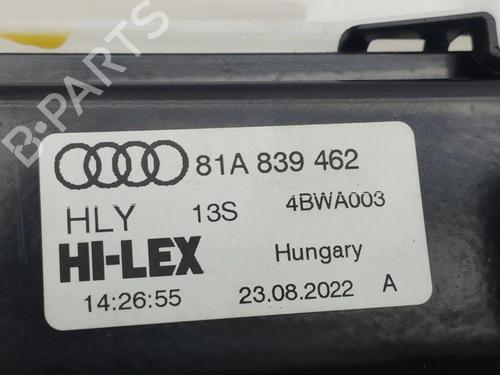 B-PARTS
81A 839 462
HLY 13S 4BWA003
HI-LEX Hungary
14:26:55 23.08.2022 A